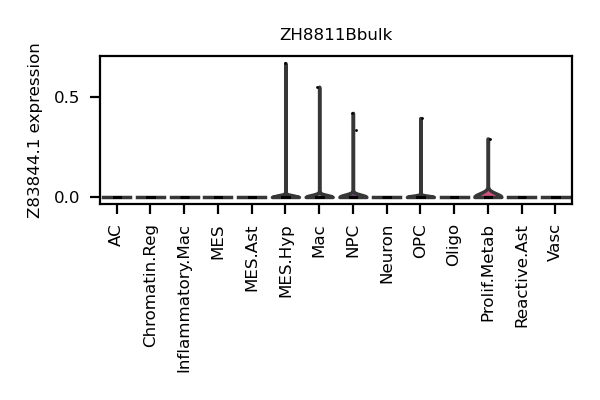 ZH8811Bbulk
Z83844.1 expression
0.5
0.0
AC
Chromatin.Reg
Inflammatory.Mac
MES
MES.Ast
MES.Hyp
Mac
NPC
Neuron
OPC
Oligo
Prolif.Metab
Reactive.Ast
Vasc